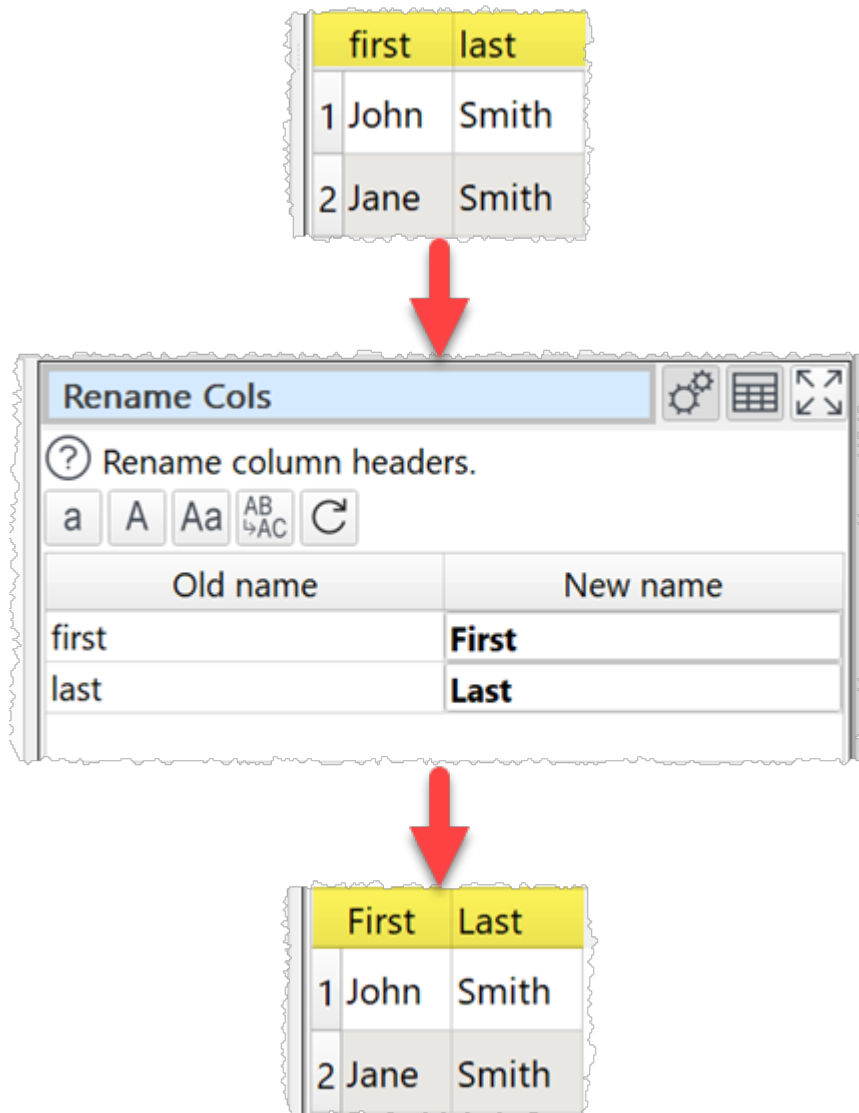 first last
1 John Smith
2 Jane Smith
Rename Cols
? Rename column headers.
a A Aa AB↳AC
Old name New name
first First
last Last
First Last
1 John Smith
2 Jane Smith